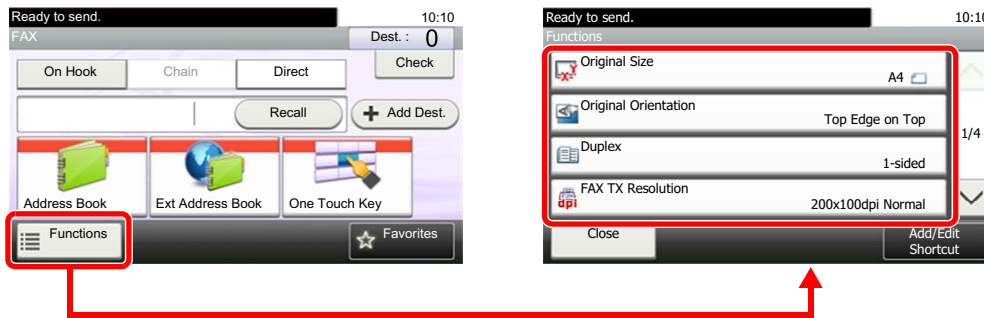 Ready to send. 10:10
FAX Dest. : 0
On Hook Chain Direct Check
Recall Add Dest.
Address Book Ext Address Book One Touch Key
Functions Favorites
Ready to send. 10:10
Functions
Original Size
A4
Original Orientation
Top Edge on Top
1/4
Duplex
1-sided
FAX TX Resolution
dpi
200x100dpi Normal
Close Add/Edit
Shortcut